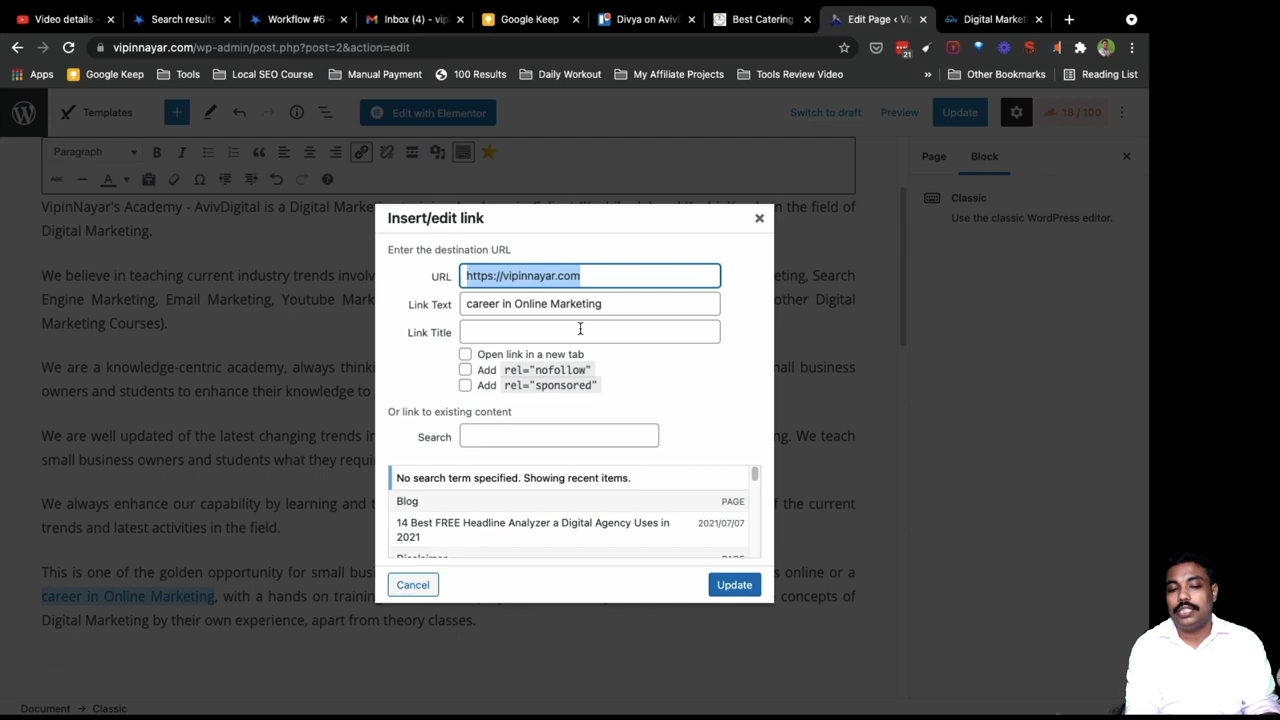 Video details - You
Search results
Workflow #6 -
Inbox (4) - vip
Google Keep
Divya on AvivD
Best Catering
Edit Page ‹ Vip
Digital Market
vipinnayar.com/wp-admin/post.php?post=2&action=edit
21
Apps
Google Keep
Tools
Local SEO Course
Manual Payment
100 Results
Daily Workout
My Affiliate Projects
Tools Review Video
»
Other Bookmarks
Reading List
Templates
Edit with Elementor
Switch to draft
Preview
Update
18 / 100
Paragraph
Page
Block
Classic
Use the classic WordPress editor.
VipinNayar's Academy - AvivDigital is a Digital Marke
n the field of
Digital Marketing.
We believe in teaching current industry trends involv
eting, Search
Engine Marketing, Email Marketing, Youtube Mark
other Digital
Marketing Courses).
We are a knowledge-centric academy, always thinki
small business
owners and students to enhance their knowledge to
We are well updated of the latest changing trends in
ng. We teach
small business owners and students what they requi
We always enhance our capability by learning and t
of the current
trends and latest activities in the field.
This is one of the golden opportunity for small busi
s online or a
career in Online Marketing, with a hands on training
concepts of
Digital Marketing by their own experience, apart from theory classes.
Insert/edit link
Enter the destination URL
URL
https://vipinnayar.com
Link Text
career in Online Marketing
Link Title
Open link in a new tab
Add rel="nofollow"
Add rel="sponsored"
Or link to existing content
Search
No search term specified. Showing recent items.
Blog
PAGE
14 Best FREE Headline Analyzer a Digital Agency Uses in
2021
2021/07/07
Disclaimer
PAGE
Cancel
Update
Document → Classic